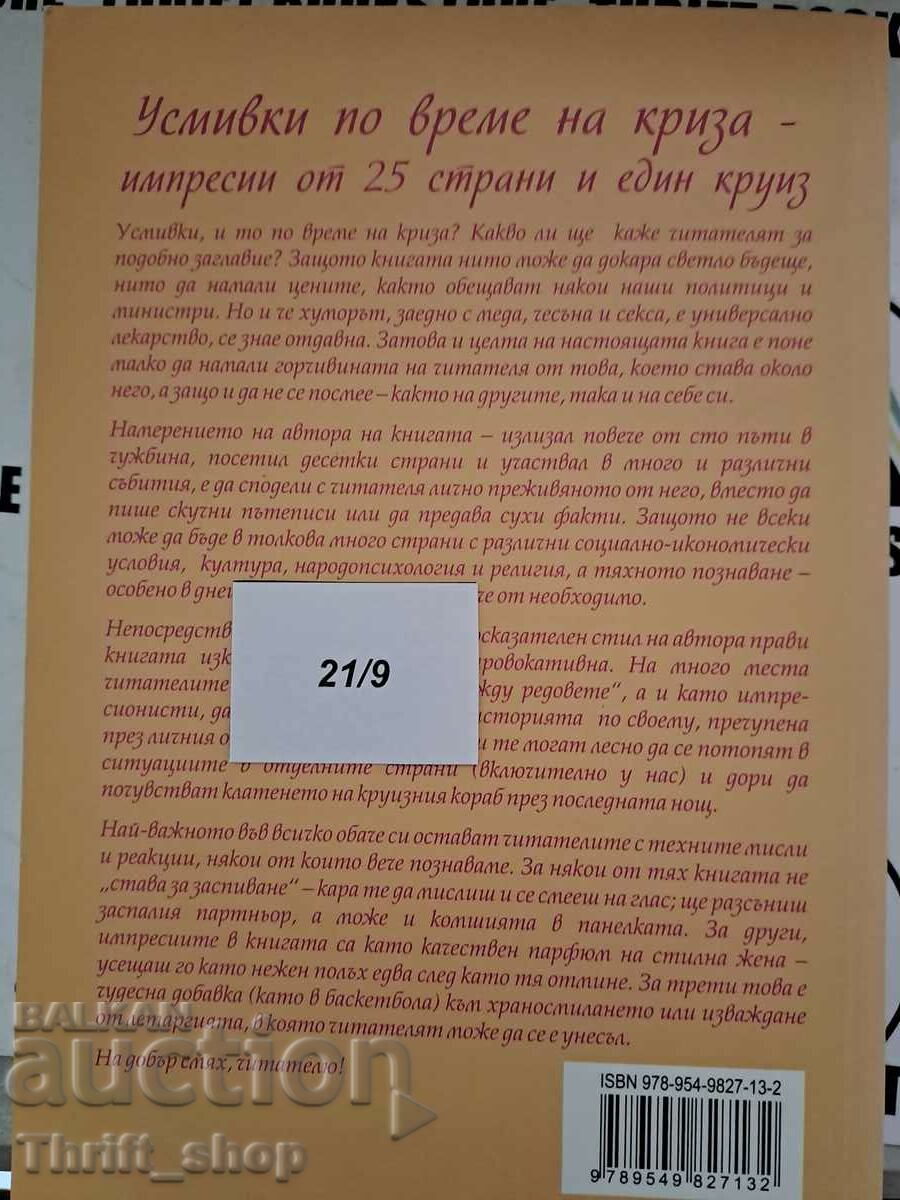 Усмивки по време на криза –
импресии от 25 страни и един круиз
Усмивки, и то по време на криза? Какво ли ще каже читателят за
подобно заглавие? Защото книгата нито може да докара светло бъдеще,
нито да намали цените, както обещават някои наши политици и
министри. Но и че хуморът, заедно с меда, чесъна и секса, е универсално
лекарство, се знае отдавна. Затова и целта на настоящата книга е поне
малко да намали горчивината на читателя от това, което става около
него, а защо и да не се посмее – както на другите, така и на себе си.
Намерението на автора на книгата – излизал повече от сто пъти в
чужбина, посетил десетки страни и участвал в много и различни
събития, е да сподели с читателя лично преживяното от него, вместо да
пише скучни пътеписи или да предава сухи факти. Защото не всеки
може да бъде в толкова много страни с различни социално-икономически
условия, култура, народопсихология и религия, а тяхното познаване –
особено в дне че от необходимо.
Непосредств осказателен стил на автора прави
книгата изк ровокативна. На много места
читателите жду редовете“, а и като импре-
сионисти, да историята по своему, пречупена
през личния о и те могат лесно да се потопят в
ситуациите в отделните страни (включително у нас) и дори да
почувстват клатенето на круизния кораб през последната нощ.
Най-важното във всичко обаче си остават читателите с техните мисли
и реакции, някои от които вече познаваме. За някои от тях книгата не
„става за заспиване“ – кара те да мислиш и се смееш на глас; ще разсъниш
заспалия партньор, а може и комшията в панелката. За други,
импресиите в книгата са като качествен парфюм на стилна жена –
усещаш го като нежен полъх едва след като тя отмине. За трети това е
чудесна добавка (като в баскетбола) към храносмилането или изваждане
от летаргията, в която читателят може да се е унесъл.
На добър смях, читателю!
21/9
ISBN 978-954-9827-13-2
9 789549 827132
BALKAN
auction
Thrift_shop